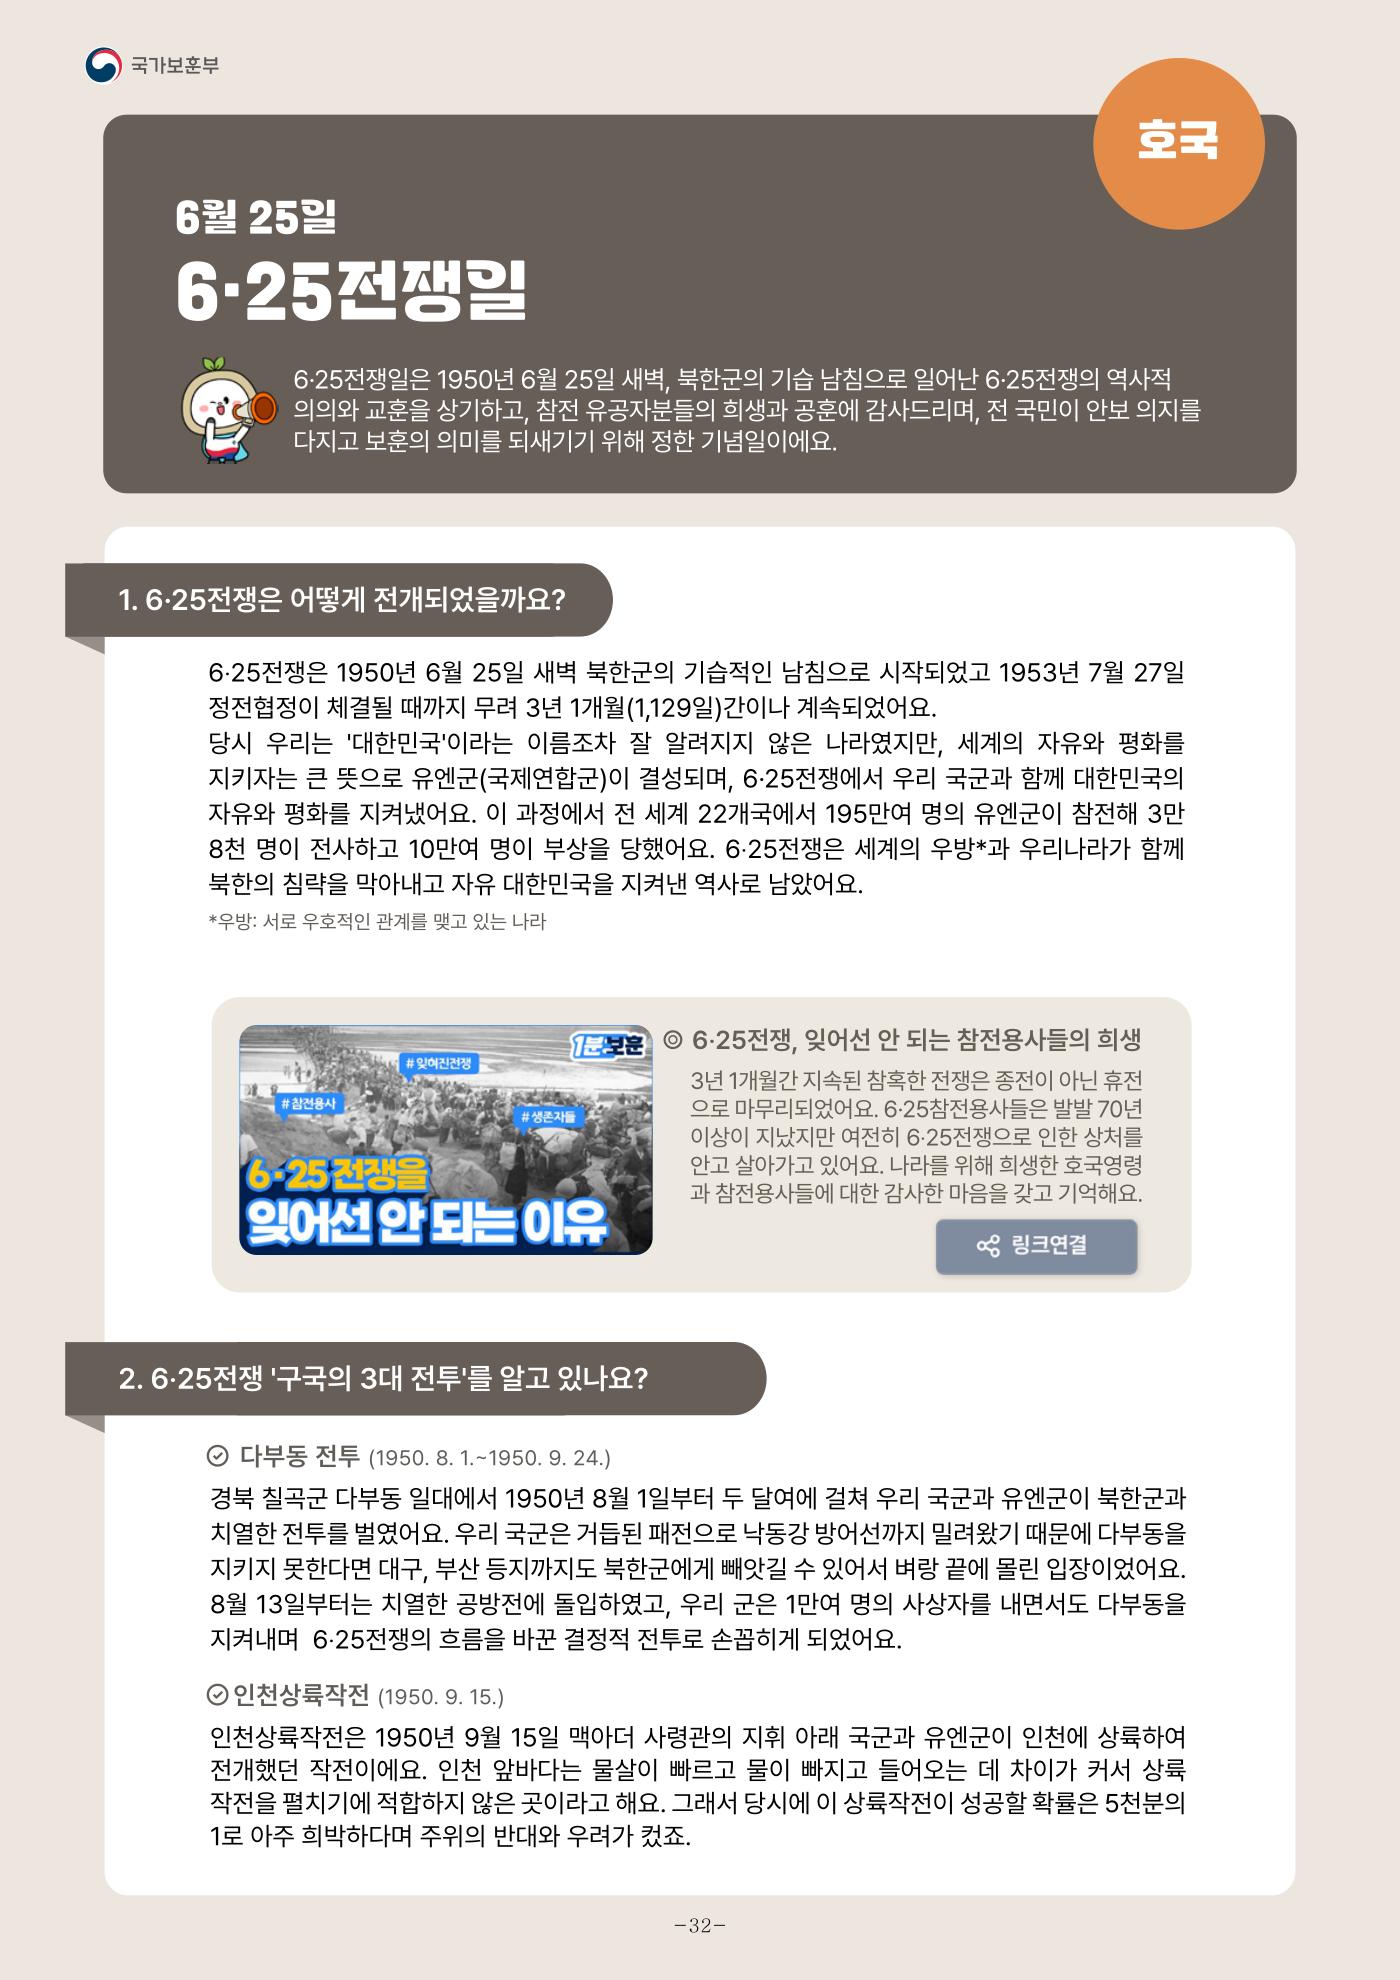 국가보훈부
호국
6월 25일
6·25전쟁일
6·25전쟁일은 1950년 6월 25일 새벽, 북한군의 기습 남침으로 일어난 6·25전쟁의 역사적
의의와 교훈을 상기하고, 참전 유공자분들의 희생과 공훈에 감사드리며, 전 국민이 안보 의지를
다지고 보훈의 의미를 되새기기 위해 정한 기념일이에요.
1. 6·25전쟁은 어떻게 전개되었을까요?
6·25전쟁은 1950년 6월 25일 새벽 북한군의 기습적인 남침으로 시작되었고 1953년 7월 27일
정전협정이 체결될 때까지 무려 3년 1개월(1,129일)간이나 계속되었어요.
당시 우리는 '대한민국'이라는 이름조차 잘 알려지지 않은 나라였지만, 세계의 자유와 평화를
지키자는 큰 뜻으로 유엔군(국제연합군)이 결성되며, 6·25전쟁에서 우리 국군과 함께 대한민국의
자유와 평화를 지켜냈어요. 이 과정에서 전 세계 22개국에서 195만여 명의 유엔군이 참전해 3만
8천 명이 전사하고 10만여 명이 부상을 당했어요. 6·25전쟁은 세계의 우방*과 우리나라가 함께
북한의 침략을 막아내고 자유 대한민국을 지켜낸 역사로 남았어요.
*우방: 서로 우호적인 관계를 맺고 있는 나라
1분보훈
#잊혀진전쟁
#참전용사
#생존자들
6·25전쟁을
잊어선 안 되는 이유
◎ 6·25전쟁, 잊어선 안 되는 참전용사들의 희생
3년 1개월간 지속된 참혹한 전쟁은 종전이 아닌 휴전
으로 마무리되었어요. 6·25참전용사들은 발발 70년
이상이 지났지만 여전히 6·25전쟁으로 인한 상처를
안고 살아가고 있어요. 나라를 위해 희생한 호국영령
과 참전용사들에 대한 감사한 마음을 갖고 기억해요.
링크연결
2. 6·25전쟁 '구국의 3대 전투'를 알고 있나요?
다부동 전투 (1950. 8. 1.~1950. 9. 24.)
경북 칠곡군 다부동 일대에서 1950년 8월 1일부터 두 달여에 걸쳐 우리 국군과 유엔군이 북한군과
치열한 전투를 벌였어요. 우리 국군은 거듭된 패전으로 낙동강 방어선까지 밀려왔기 때문에 다부동을
지키지 못한다면 대구, 부산 등지까지도 북한군에게 빼앗길 수 있어서 벼랑 끝에 몰린 입장이었어요.
8월 13일부터는 치열한 공방전에 돌입하였고, 우리 군은 1만여 명의 사상자를 내면서도 다부동을
지켜내며 6·25전쟁의 흐름을 바꾼 결정적 전투로 손꼽히게 되었어요.
인천상륙작전 (1950. 9. 15.)
인천상륙작전은 1950년 9월 15일 맥아더 사령관의 지휘 아래 국군과 유엔군이 인천에 상륙하여
전개했던 작전이에요. 인천 앞바다는 물살이 빠르고 물이 빠지고 들어오는 데 차이가 커서 상륙
작전을 펼치기에 적합하지 않은 곳이라고 해요. 그래서 당시에 이 상륙작전이 성공할 확률은 5천분의
1로 아주 희박하다며 주위의 반대와 우려가 컸죠.
-32-